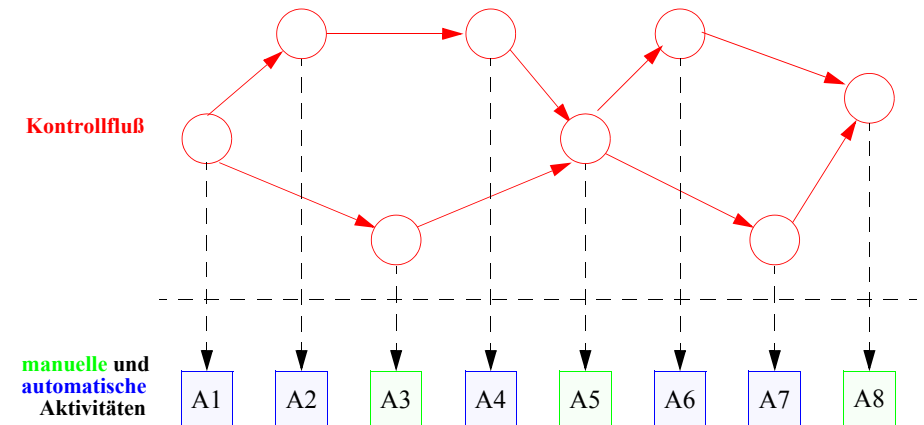 Kontrollfluß
manuelle und
automatische
Aktivitäten
A1 A2 A3 A4 A5 A6 A7 A8